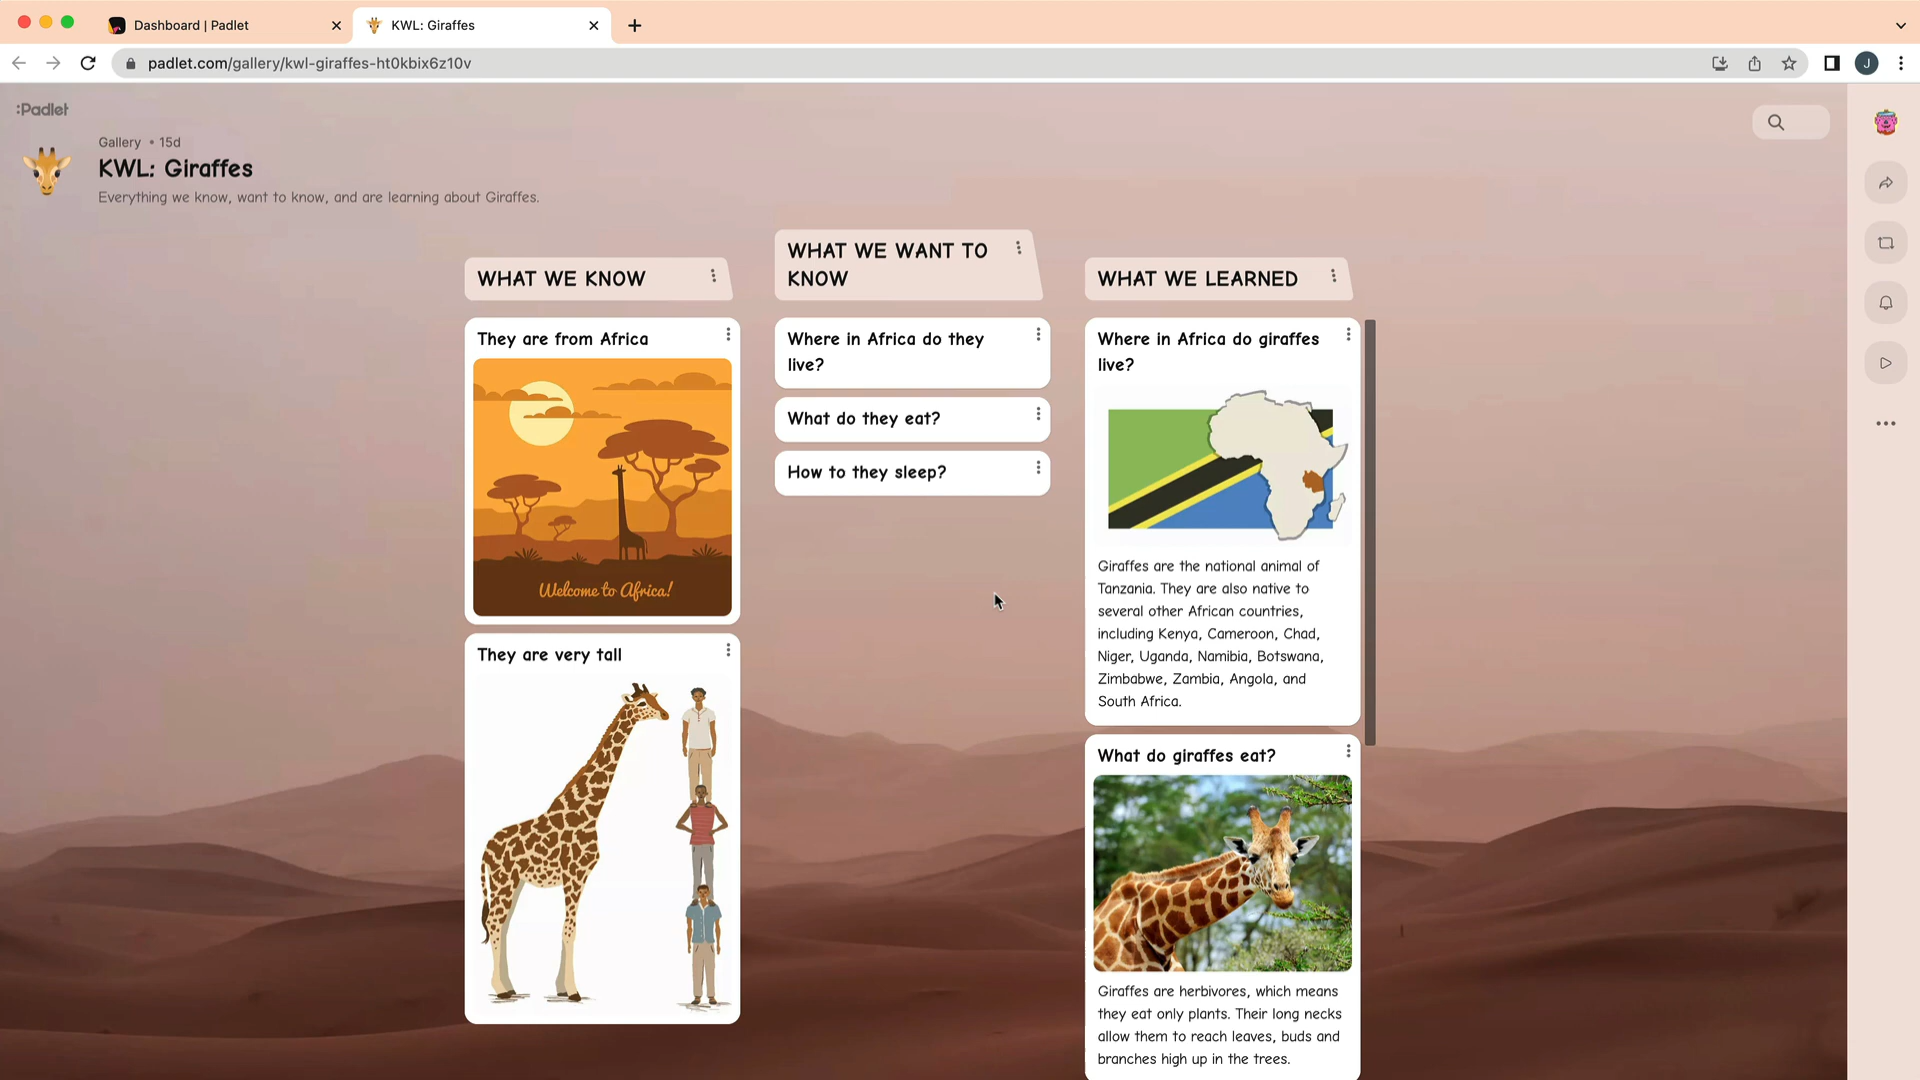 Dashboard | Padlet
KWL: Giraffes
padlet.com/gallery/kwl-giraffes-ht0kbix6z10v
J
:Padlet
Gallery • 15d
KWL: Giraffes
Everything we know, want to know, and are learning about Giraffes.
WHAT WE KNOW
They are from Africa
Welcome to Africa!
They are very tall
WHAT WE WANT TO
KNOW
Where in Africa do they
live?
What do they eat?
How to they sleep?
WHAT WE LEARNED
Where in Africa do giraffes
live?
Giraffes are the national animal of
Tanzania. They are also native to
several other African countries,
including Kenya, Cameroon, Chad,
Niger, Uganda, Namibia, Botswana,
Zimbabwe, Zambia, Angola, and
South Africa.
What do giraffes eat?
Giraffes are herbivores, which means
they eat only plants. Their long necks
allow them to reach leaves, buds and
branches high up in the trees.